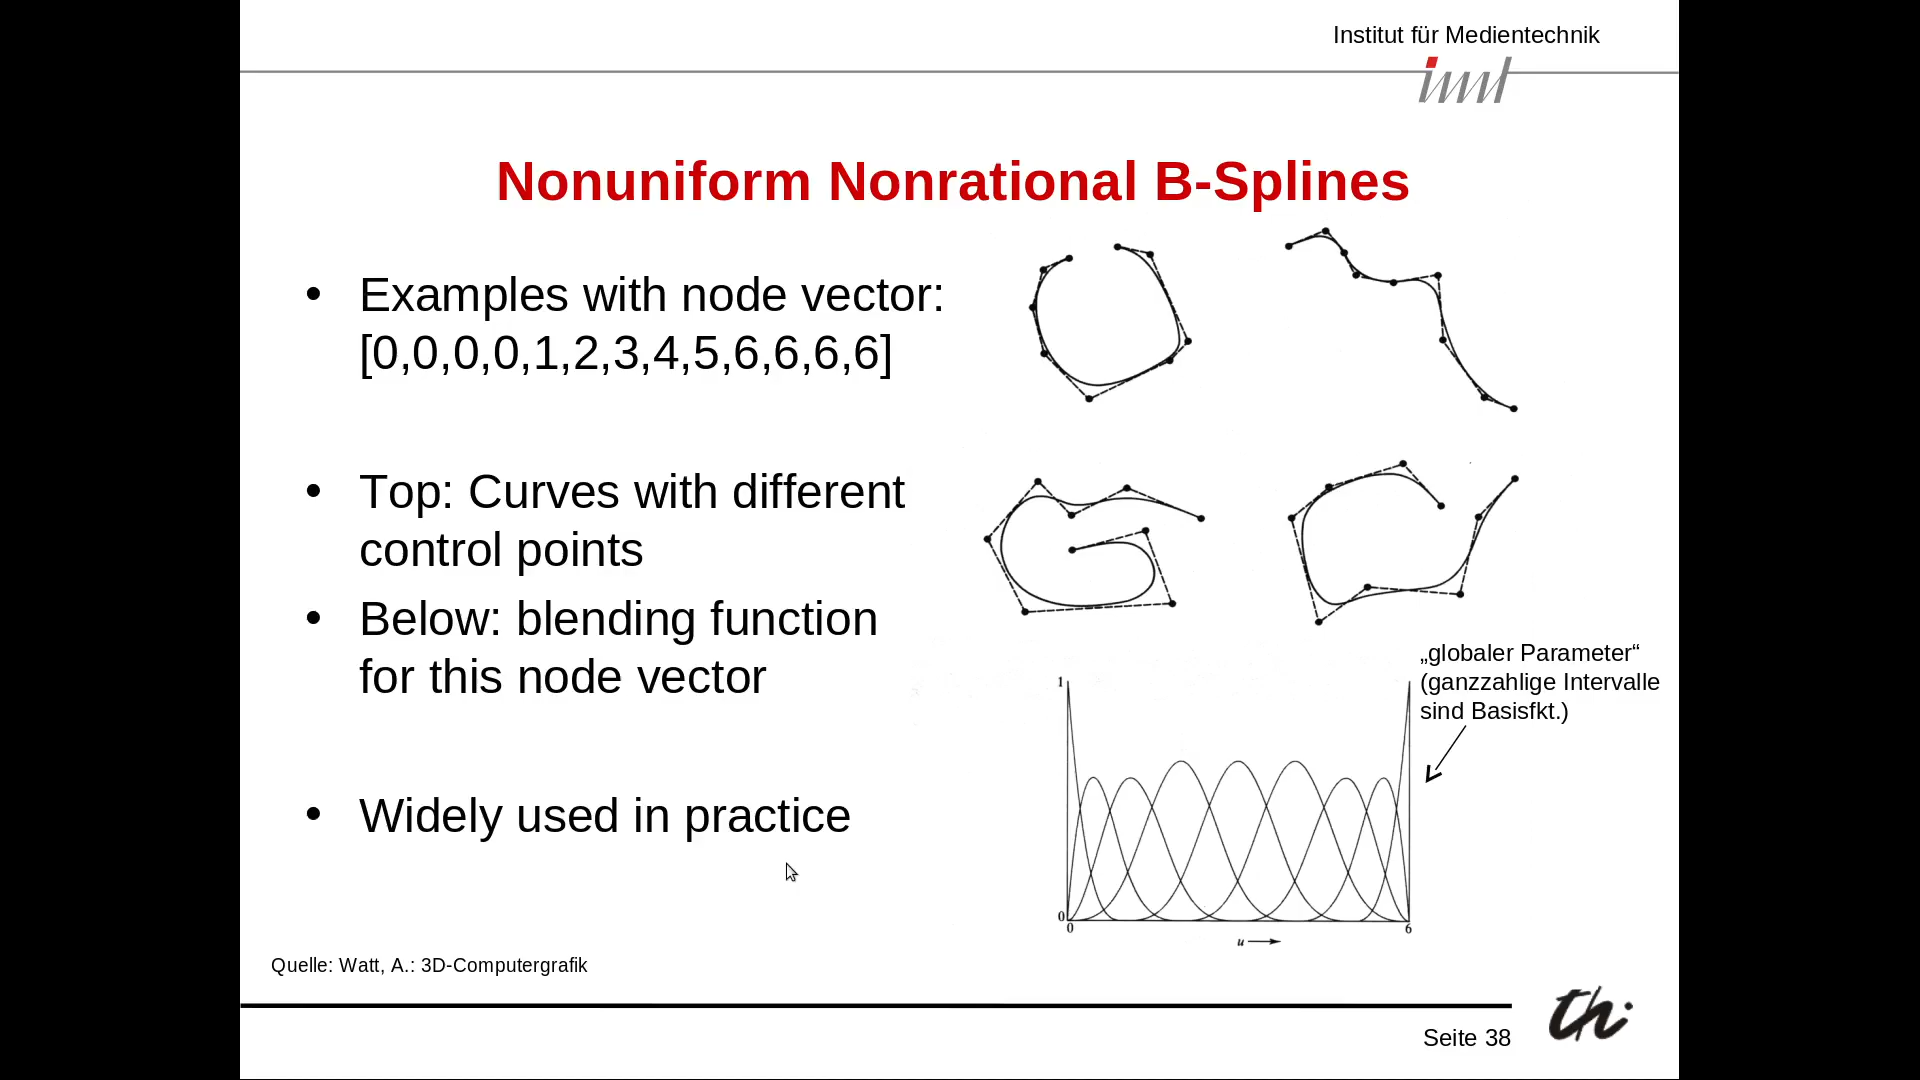 Institut für Medientechnik
Nonuniform Nonrational B-Splines
• Examples with node vector:
[0,0,0,0,1,2,3,4,5,6,6,6,6]
• Top: Curves with different
control points
• Below: blending function
for this node vector
• Widely used in practice
„globaler Parameter“
(ganzzahlige Intervalle
sind Basisfkt.)
1
0
0
6
u
Quelle: Watt, A.: 3D-Computergrafik
Seite 38
th